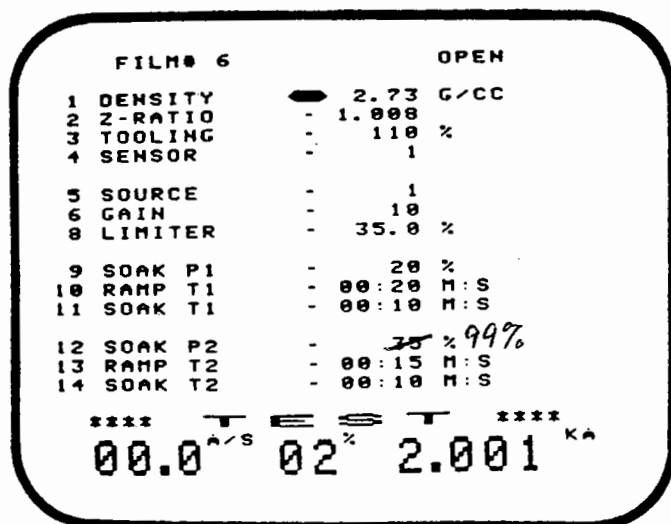 FILM# 6 OPEN
1 DENSITY 2.73 G/CC
2 Z-RATIO - 1.008
3 TOOLING - 110 %
4 SENSOR - 1
5 SOURCE - 1
6 GAIN - 10
8 LIMITER - 35.0 %
9 SOAK P1 - 20 %
10 RAMP T1 - 00:20 M:S
11 SOAK T1 - 00:10 M:S
12 SOAK P2 - 35 % 99%
13 RAMP T2 - 00:15 M:S
14 SOAK T2 - 00:10 M:S
**** TEST ****
00.0 Å/S 02 % 2.001 KÅ